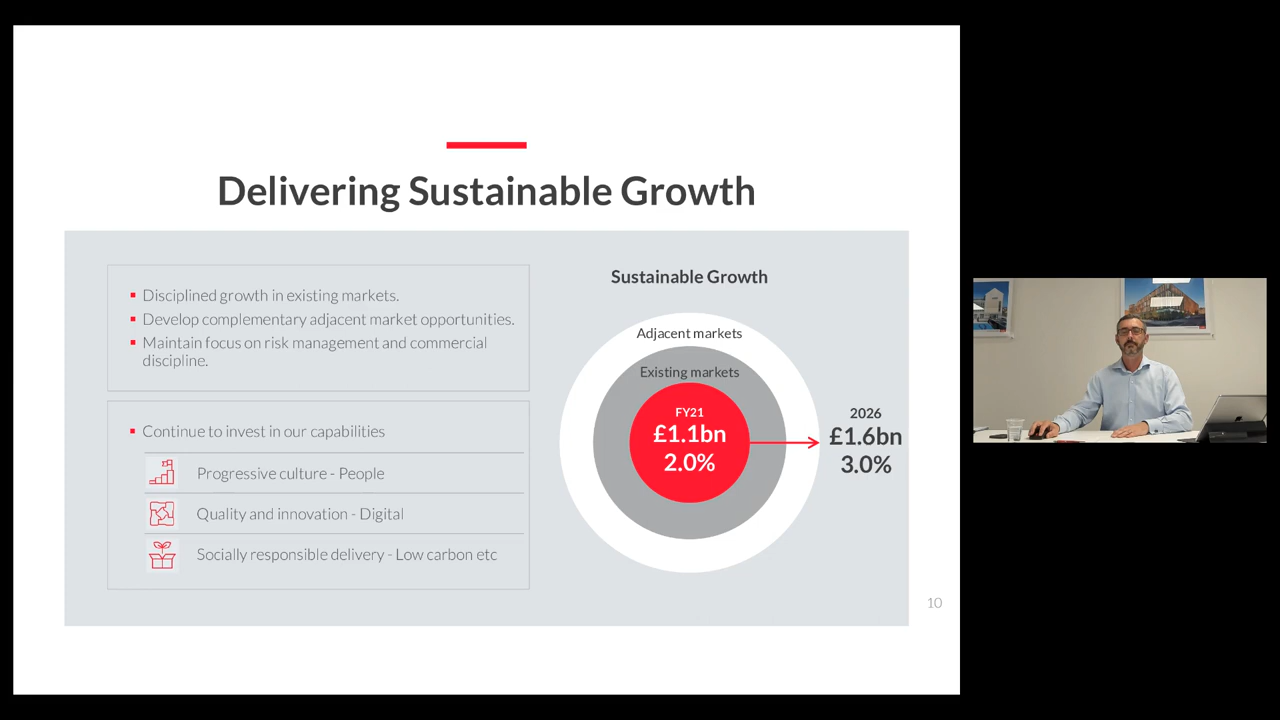 Delivering Sustainable Growth
Disciplined growth in existing markets.
Develop complementary adjacent market opportunities.
Maintain focus on risk management and commercial
discipline.
Continue to invest in our capabilities
Progressive culture - People
Quality and innovation - Digital
Socially responsible delivery - Low carbon etc
Sustainable Growth
Adjacent markets
Existing markets
FY21
£1.1bn
2.0%
2026
£1.6bn
3.0%
10